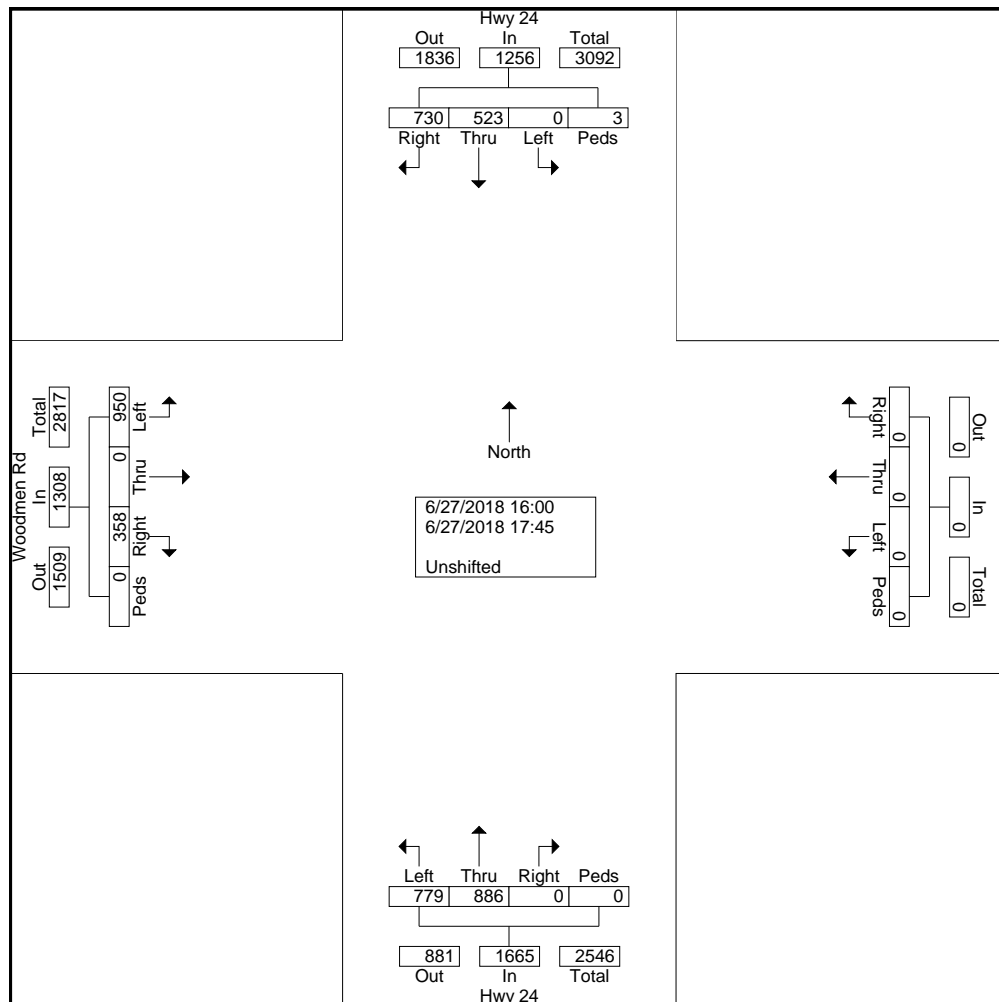 Hwy 24
Out In Total
1836 1256 3092
730 523 0 3
Right Thru Left Peds
Woodmen Rd
Total In Out
2817 1308 1509
950 0 358 0
Left Thru Right Peds
North
6/27/2018 16:00
6/27/2018 17:45
Unshifted
Out In Total
0 0 0
Right Thru Left Peds
0 0 0 0
Left Thru Right Peds
779 886 0 0
881 1665 2546
Out In Total
Hwy 24